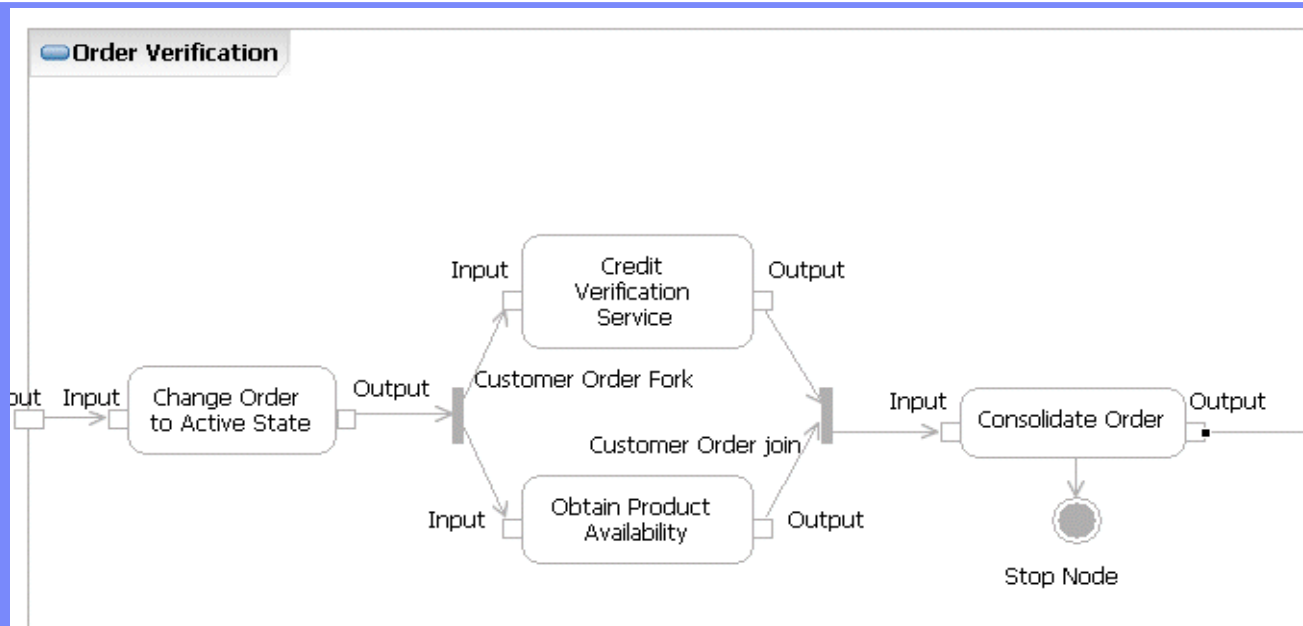 Order Verification
Input
Credit
Verification
Service
Output
Customer Order Fork
put
Input
Change Order
to Active State
Output
Input
Consolidate Order
Output
Customer Order join
Input
Obtain Product
Availability
Output
Stop Node